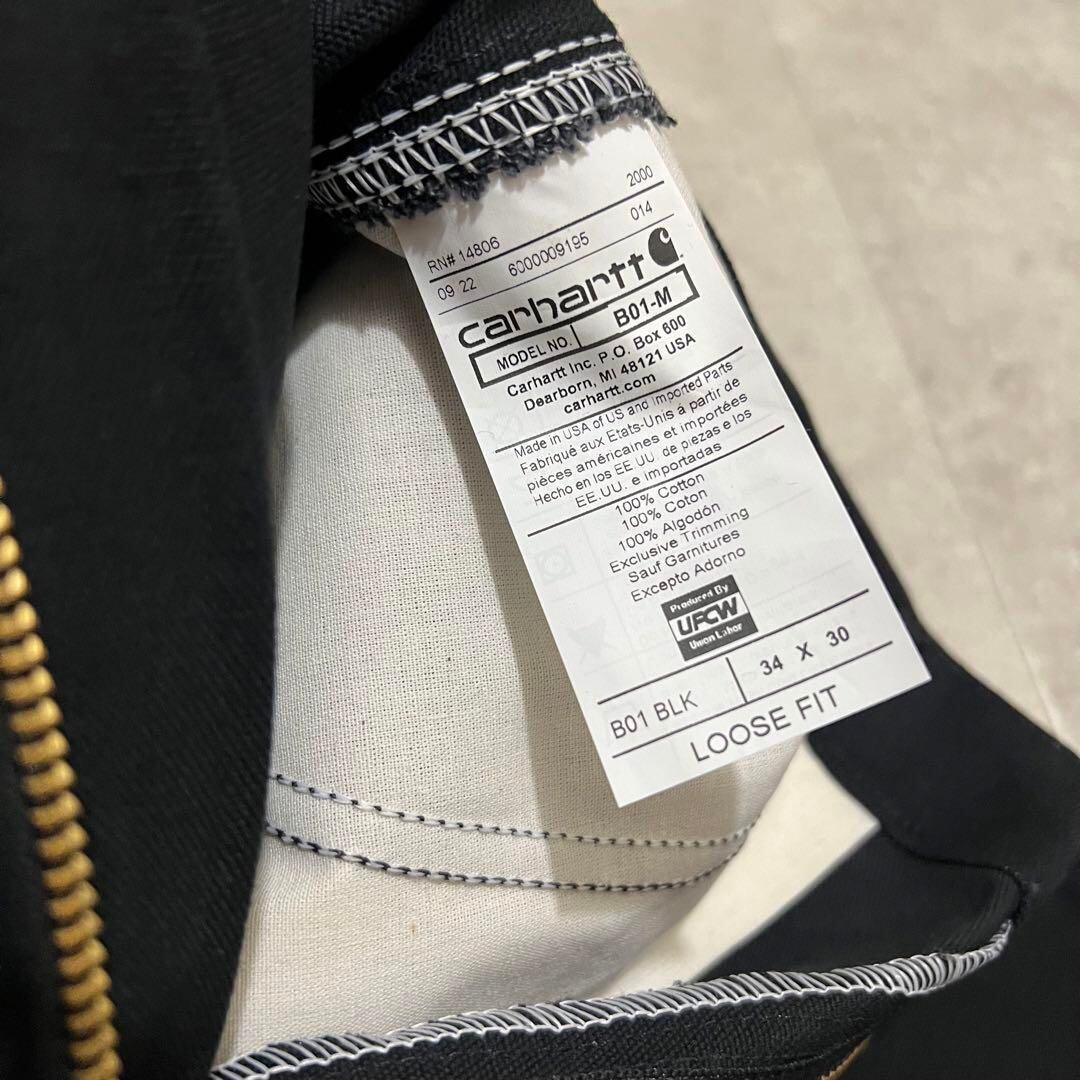 RN# 14806 2000
09 22 6000009195 014
carhartt
MODEL NO. B01-M
Carhartt Inc. P.O. Box 600
Dearborn, MI 48121 USA
carhartt.com
Made in USA of US and Imported Parts
Fabriqué aux Etats-Unis à partir de
pièces américaines et importées
Hecho en los EE UU. de piezas e los
EE.UU. e importadas
100% Cotton
100% Coton
100% Algodón
Exclusive Trimming
Sauf Garnitures
Excepto Adorno
Produced By
UFCW
Union Labor
B01 BLK 34 X 30
LOOSE FIT